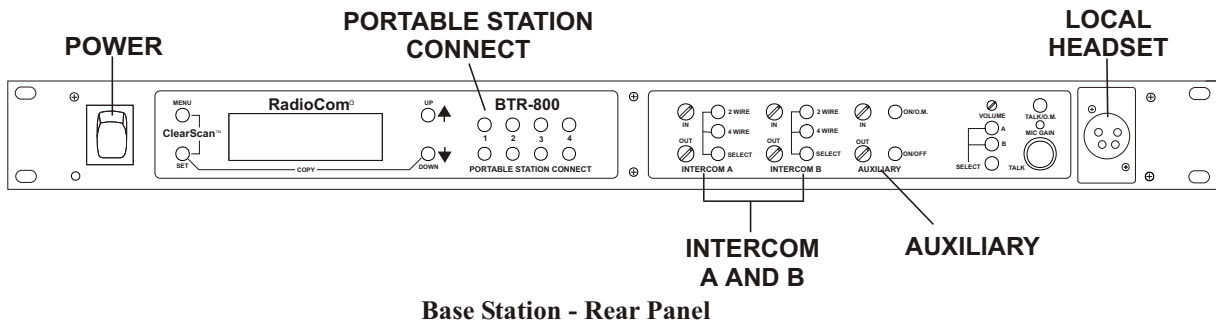 POWER
PORTABLE STATION
CONNECT
LOCAL
HEADSET
MENU
ClearScan™
SET
RadioCom
COPY
UP
DOWN
BTR-800
1 2 3 4
PORTABLE STATION CONNECT
IN
OUT
2 WIRE
4 WIRE
SELECT
INTERCOM A
IN
OUT
2 WIRE
4 WIRE
SELECT
INTERCOM B
IN
OUT
ON/O.M.
ON/OFF
AUXILIARY
VOLUME
A
B
SELECT
TALK/O.M.
MIC GAIN
TALK
INTERCOM
A AND B
AUXILIARY
Base Station - Rear Panel